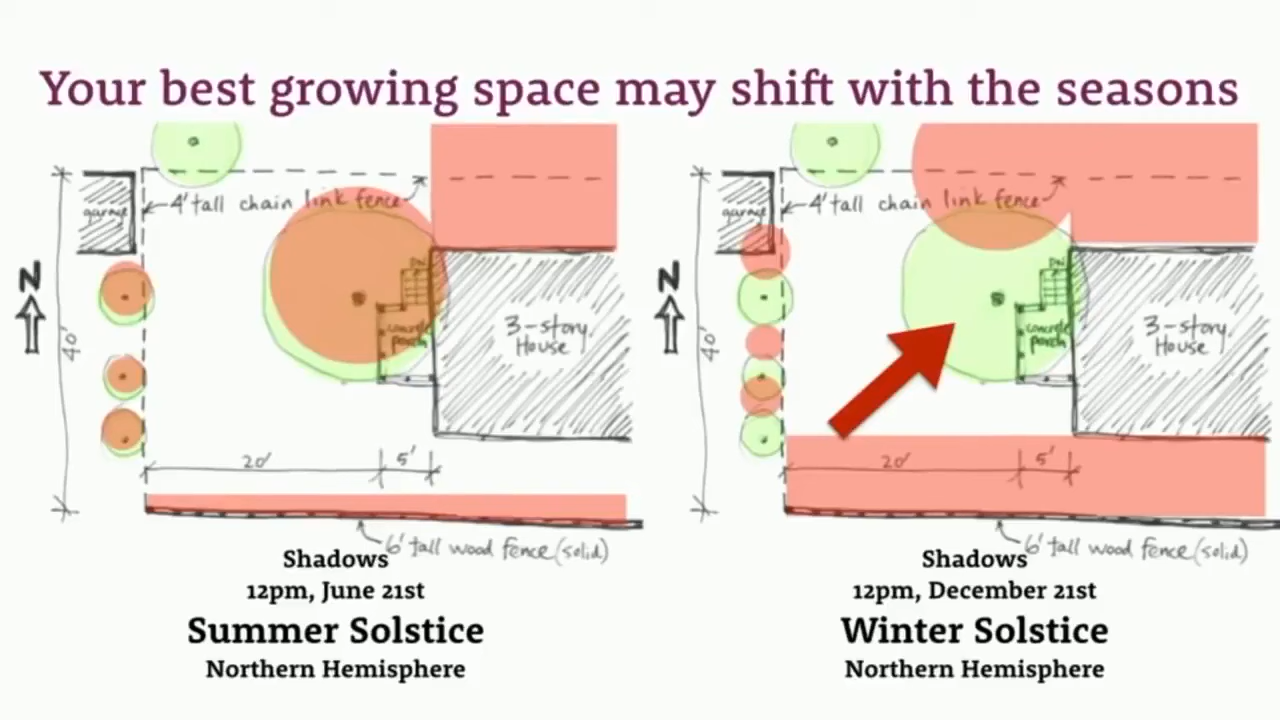 Your best growing space may shift with the seasons
garage
4' tall chain link fence
N
40'
concrete porch
3-story House
20'
5'
6' tall wood fence (solid)
Shadows
12pm, June 21st
Summer Solstice
Northern Hemisphere
garage
4' tall chain link fence
N
40'
concrete porch
3-story House
20'
5'
6' tall wood fence (solid)
Shadows
12pm, December 21st
Winter Solstice
Northern Hemisphere